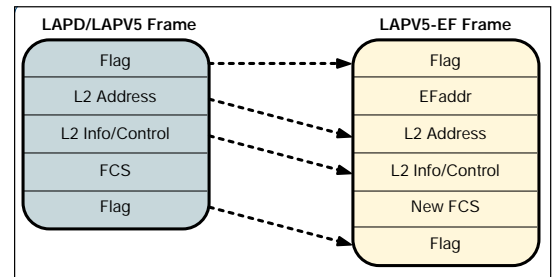 LAPD/LAPV5 Frame
Flag
L2 Address
L2 Info/Control
FCS
Flag
LAPV5-EF Frame
Flag
EFaddr
L2 Address
L2 Info/Control
New FCS
Flag